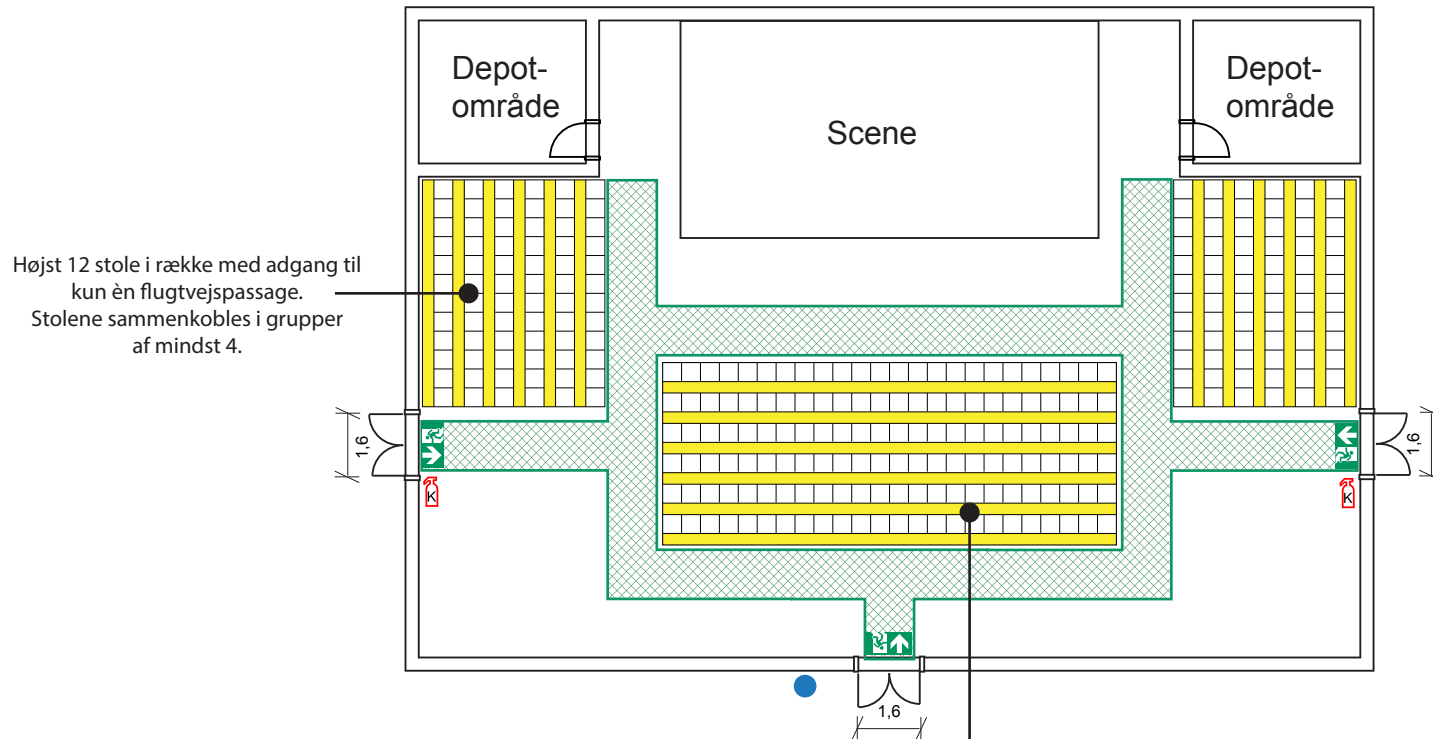 Depot-
område
Scene
Depot-
område
Højst 12 stole i række med adgang til
kun èn flugtvejspassage.
Stolene sammenkobles i grupper
af mindst 4.
1,6
1,6
K
K
1,6